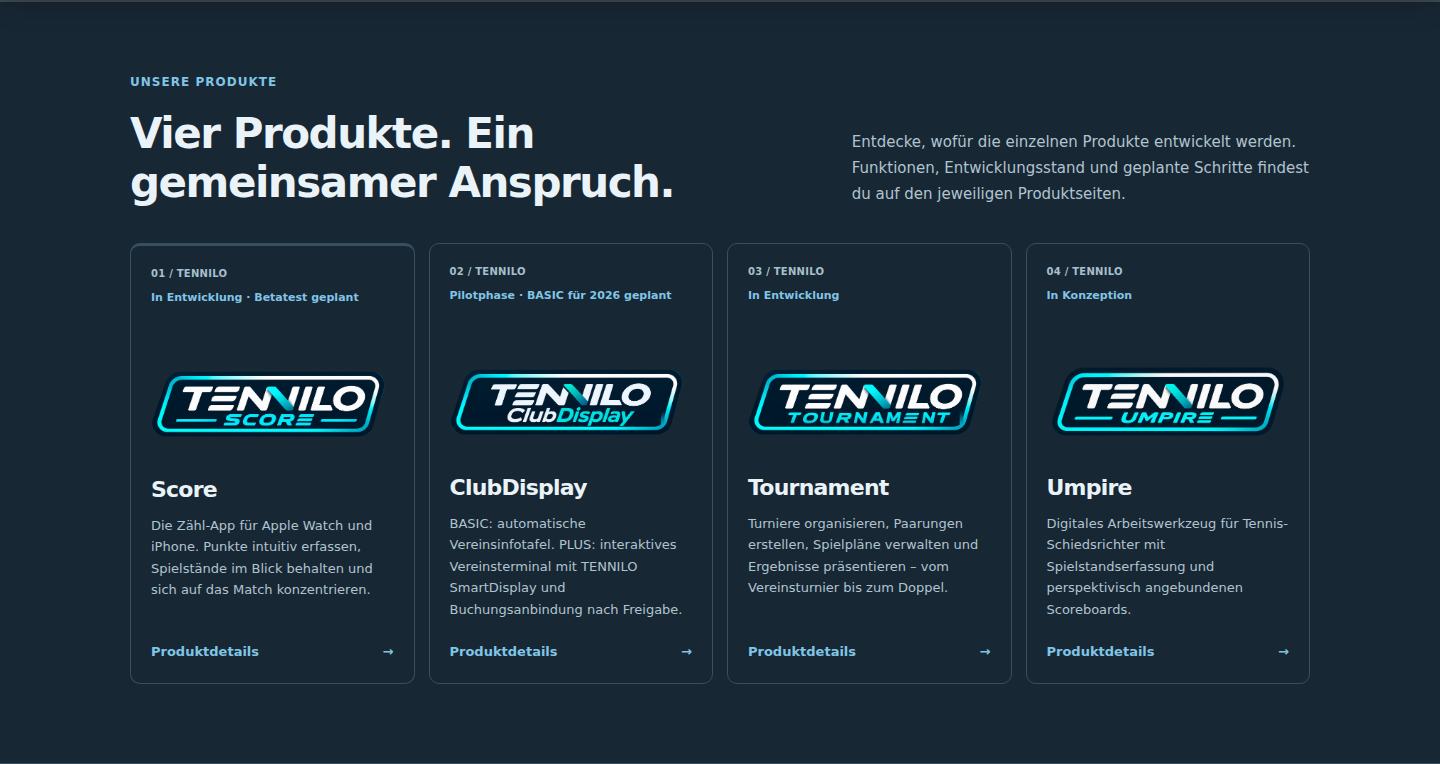 UNSERE PRODUKTE
Vier Produkte. Ein
gemeinsamer Anspruch.
Entdecke, wofür die einzelnen Produkte entwickelt werden.
Funktionen, Entwicklungsstand und geplante Schritte findest
du auf den jeweiligen Produktseiten.
01 / TENNILO
In Entwicklung · Betatest geplant
TENNILO
SCORE
Score
Die Zähl-App für Apple Watch und
iPhone. Punkte intuitiv erfassen,
Spielstände im Blick behalten und
sich auf das Match konzentrieren.
Produktdetails →
02 / TENNILO
Pilotphase · BASIC für 2026 geplant
TENNILO
ClubDisplay
ClubDisplay
BASIC: automatische
Vereinsinfotafel. PLUS: interaktives
Vereinsterminal mit TENNILO
SmartDisplay und
Buchungsanbindung nach Freigabe.
Produktdetails →
03 / TENNILO
In Entwicklung
TENNILO
TOURNAMENT
Tournament
Turniere organisieren, Paarungen
erstellen, Spielpläne verwalten und
Ergebnisse präsentieren – vom
Vereinsturnier bis zum Doppel.
Produktdetails →
04 / TENNILO
In Konzeption
TENNILO
UMPIRE
Umpire
Digitales Arbeitswerkzeug für Tennis-
Schiedsrichter mit
Spielstandserfassung und
perspektivisch angebundenen
Scoreboards.
Produktdetails →